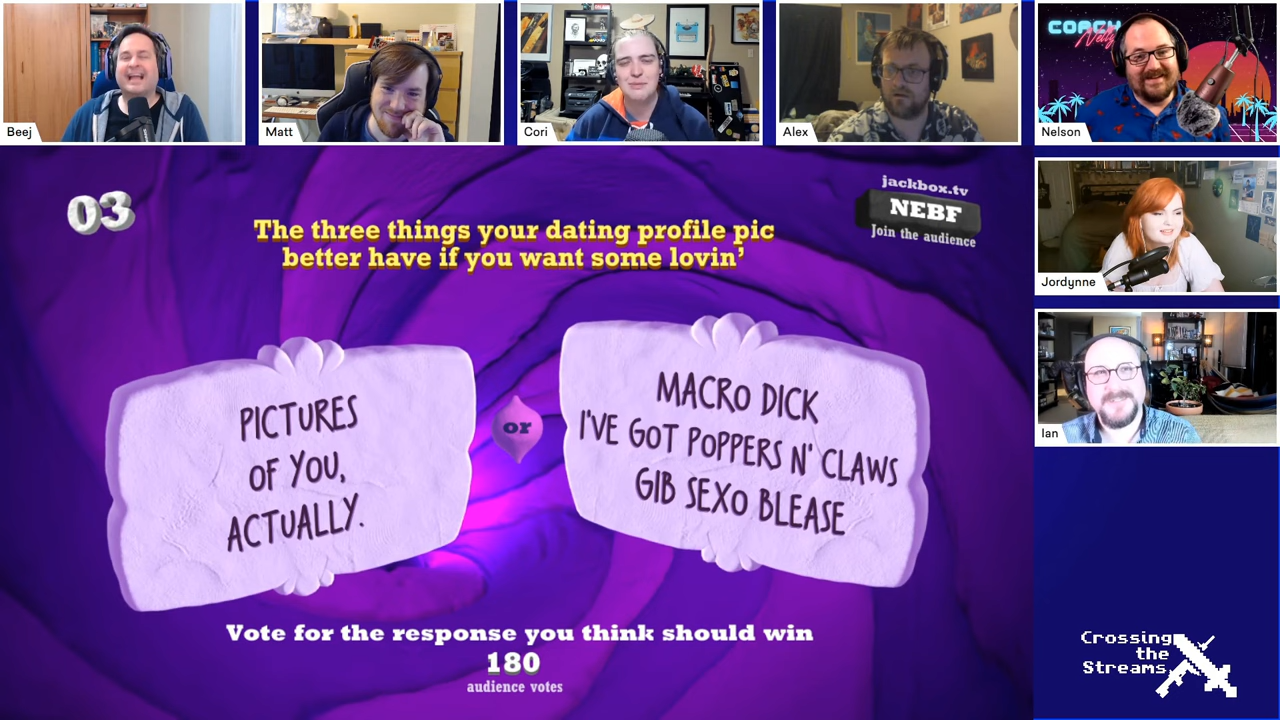 Beej
Matt
Cori
Alex
COACH
Nelly
Nelson
03
The three things your dating profile pic
better have if you want some lovin'
jackbox.tv
NEBF
Join the audience
Jordynne
PICTURES
OF YOU,
ACTUALLY.
or
MACRO DICK
I'VE GOT POPPERS N' CLAWS
GIB SEXO BLEASE
Ian
Vote for the response you think should win
180
audience votes
Crossing
the
Streams